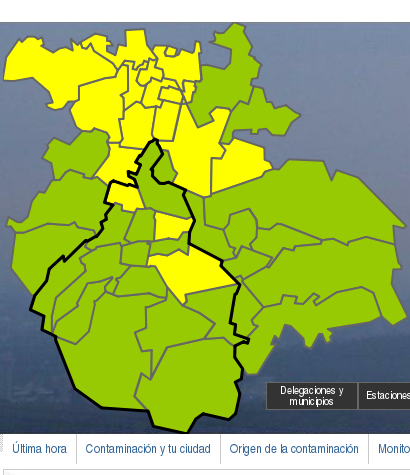 Delegaciones y
municipios
Estaciones
Última hora
Contaminación y tu ciudad
Origen de la contaminación
Monito